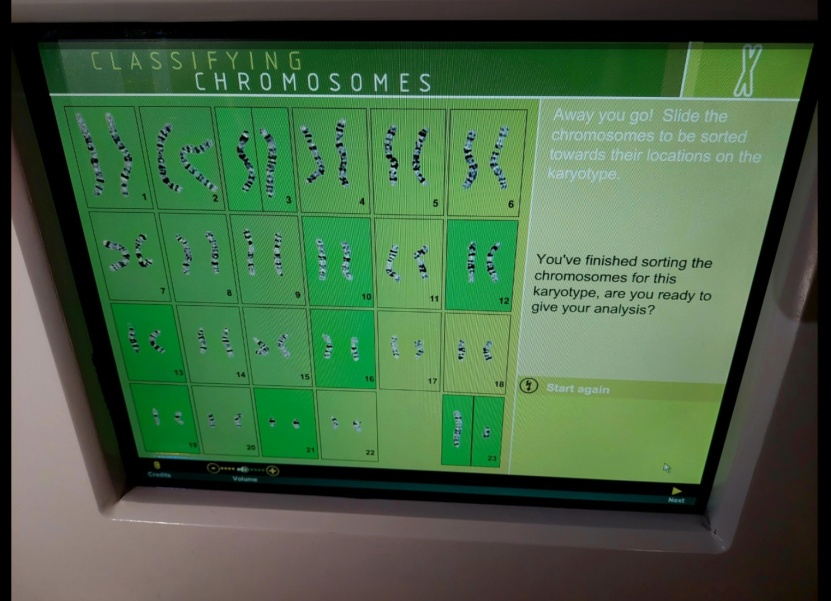 CLASSIFYING
CHROMOSOMES
Away you go! Slide the
chromosomes to be sorted
towards their locations on the
karyotype.
1
2
3
4
5
6
7
8
9
10
11
12
13
14
15
16
17
18
19
20
21
22
23
You've finished sorting the
chromosomes for this
karyotype, are you ready to
give your analysis?
Start again
Credits
Volume
Next